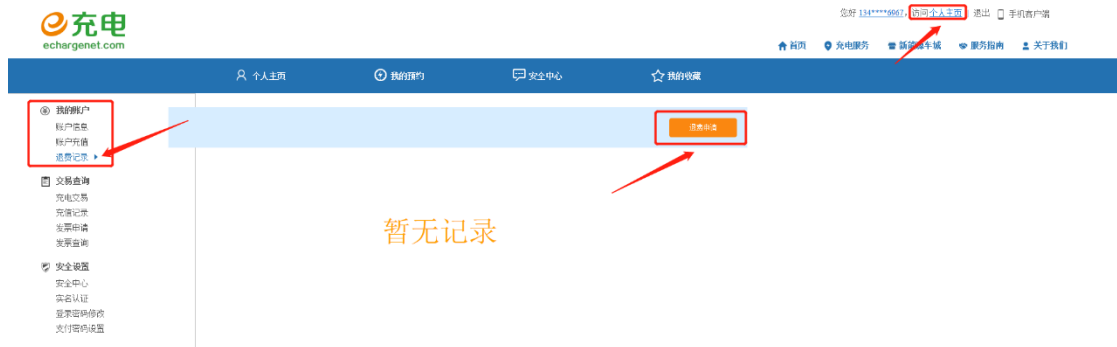 e充电
echargenet.com
您好 134****6967，访问个人主页 退出 手机客户端
首页 充电服务 新能源车城 服务指南 关于我们
个人主页 我的预约 安全中心 我的收藏
我的账户
账户信息
账户充值
退费记录
退费申请
交易查询
充电交易
充值记录
发票申请
发票查询
暂无记录
安全设置
安全中心
实名认证
登录密码修改
支付密码设置